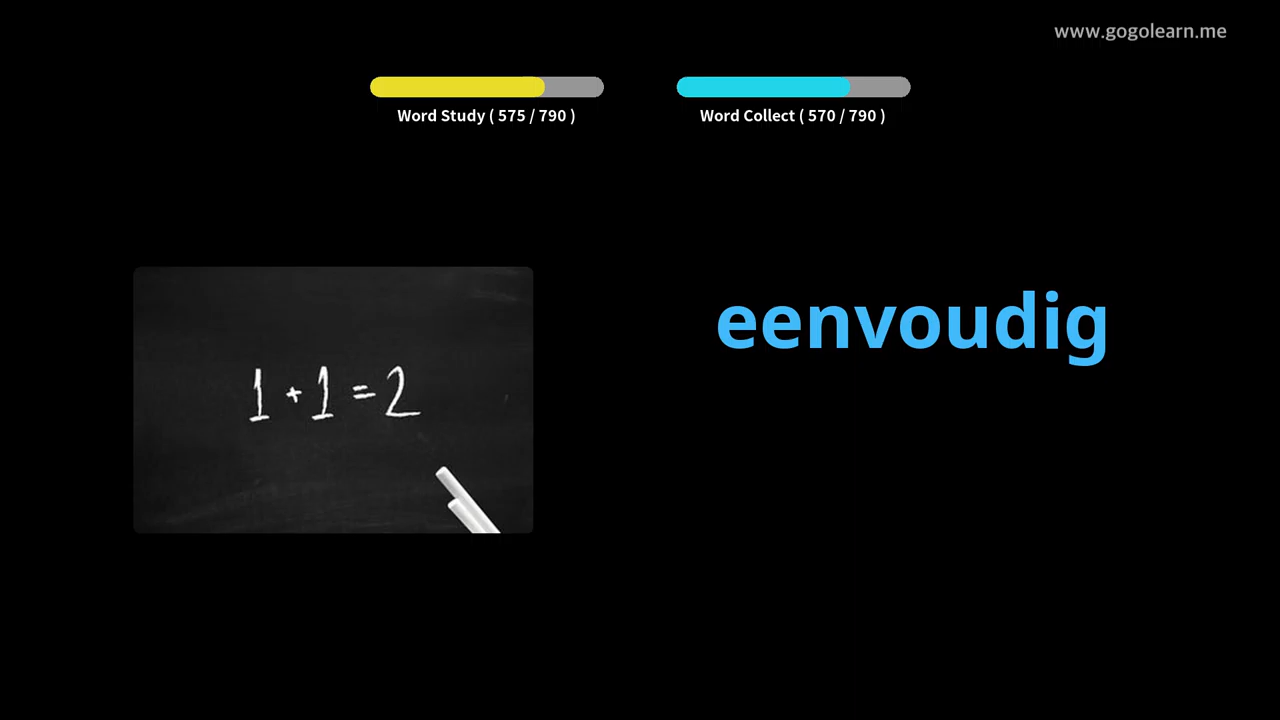 www.gogolearn.me
Word Study ( 575 / 790 )
Word Collect ( 570 / 790 )
eenvoudig
1 + 1 = 2